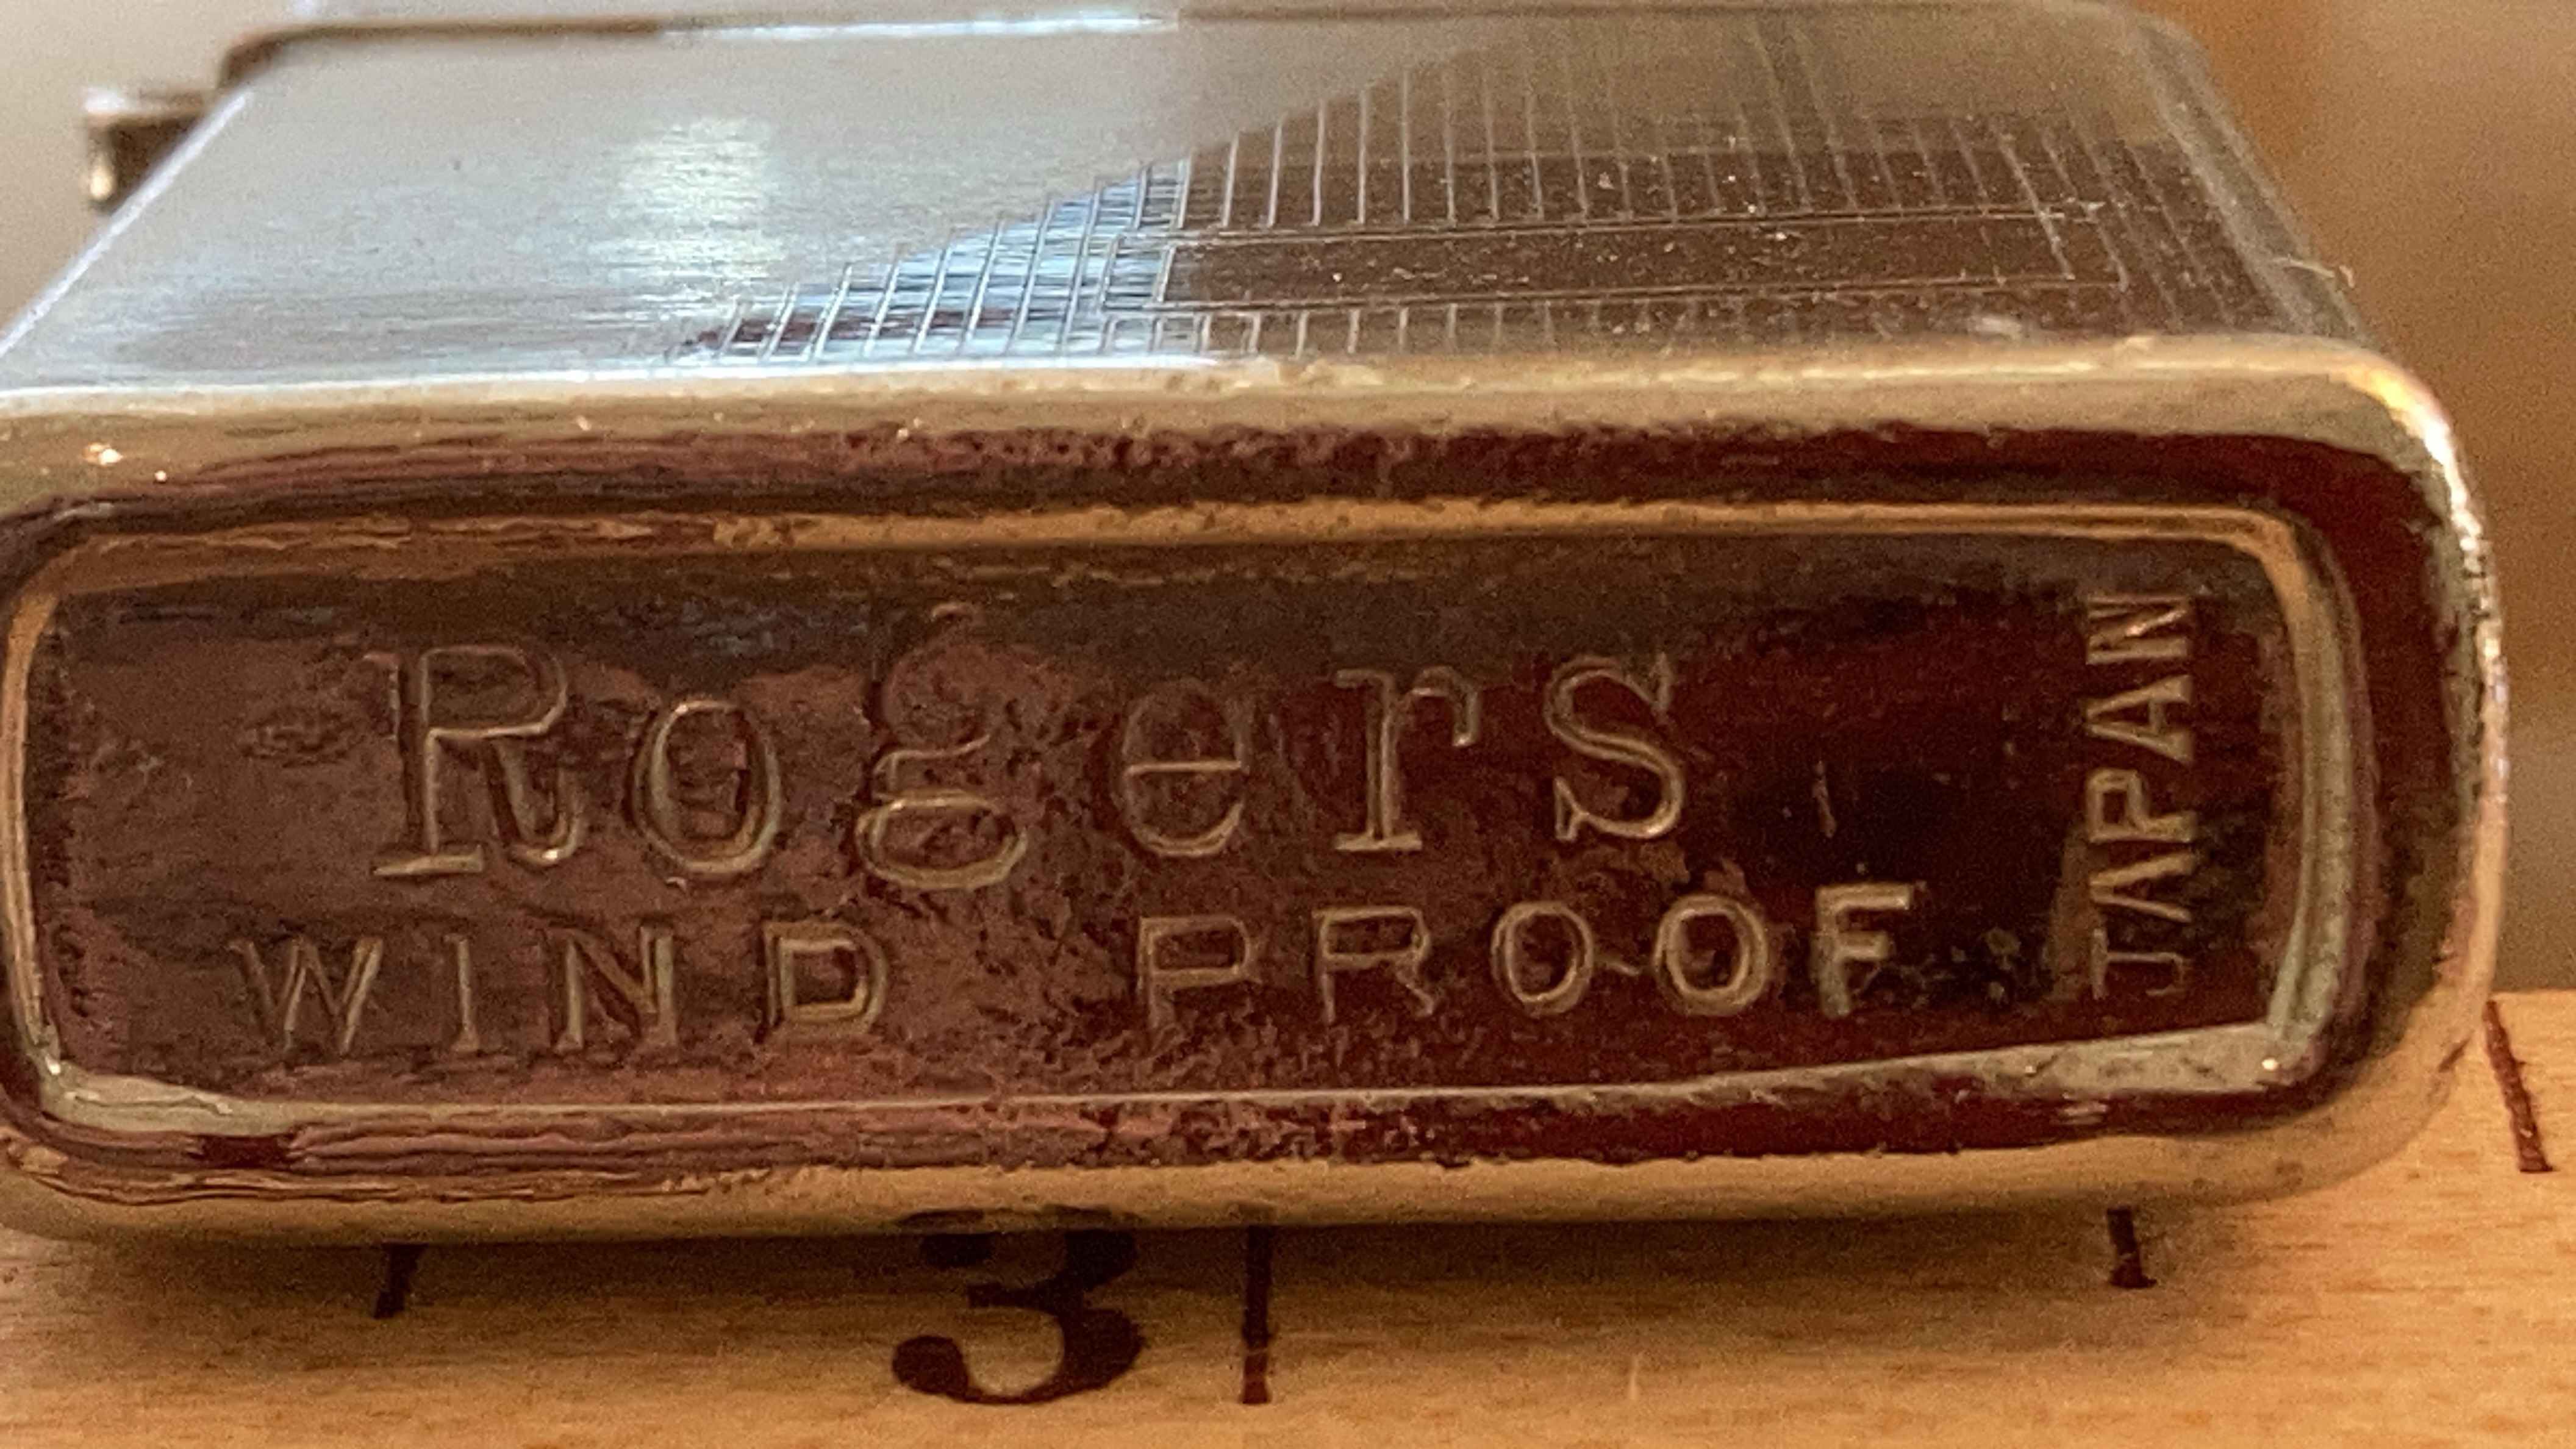 Rogers
WIND PROOF
JAPAN
3